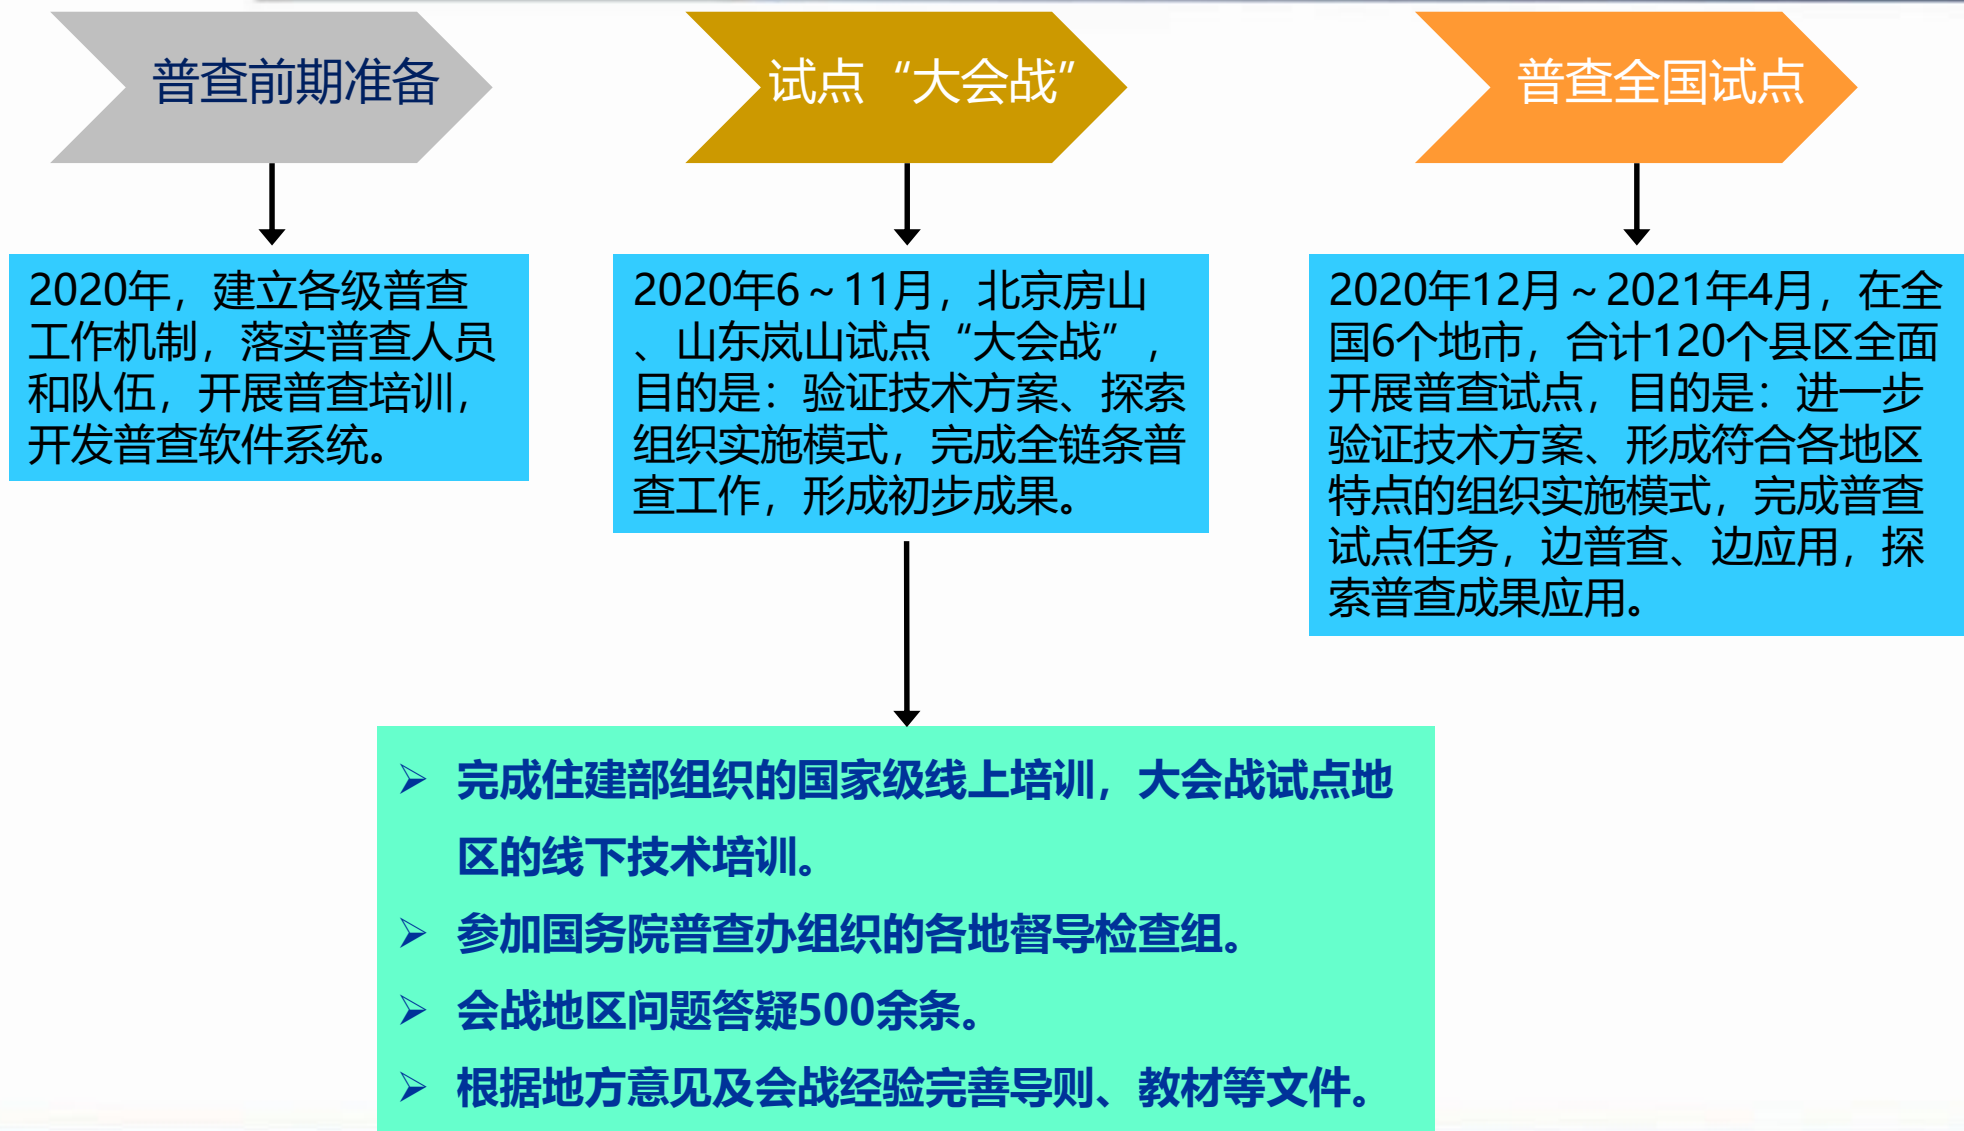 普查前期准备
试点“大会战”
普查全国试点
2020年，建立各级普查
工作机制，落实普查人员
和队伍，开展普查培训，
开发普查软件系统。
2020年6～11月，北京房山
、山东岚山试点“大会战”，
目的是：验证技术方案、探索
组织实施模式，完成全链条普
查工作，形成初步成果。
2020年12月～2021年4月，在全
国6个地市，合计120个县区全面
开展普查试点，目的是：进一步
验证技术方案、形成符合各地区
特点的组织实施模式，完成普查
试点任务，边普查、边应用，探
索普查成果应用。
➢ 完成住建部组织的国家级线上培训，大会战试点地
区的线下技术培训。
➢ 参加国务院普查办组织的各地督导检查组。
➢ 会战地区问题答疑500余条。
➢ 根据地方意见及会战经验完善导则、教材等文件。